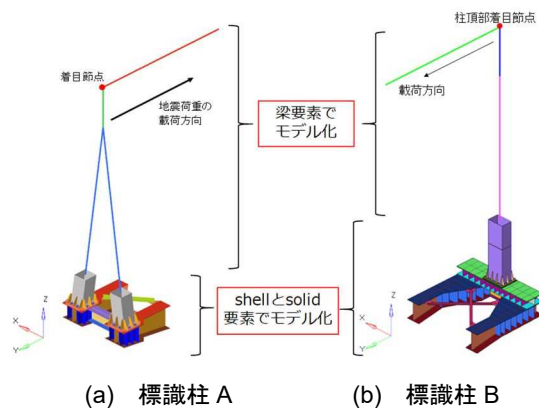 着目節点
地震荷重の
載荷方向
柱頂部着目節点
載荷方向
梁要素で
モデル化
shellとsolid
要素でモデル化
Z
X
Y
Z
X
Y
(a) 標識柱 A
(b) 標識柱 B